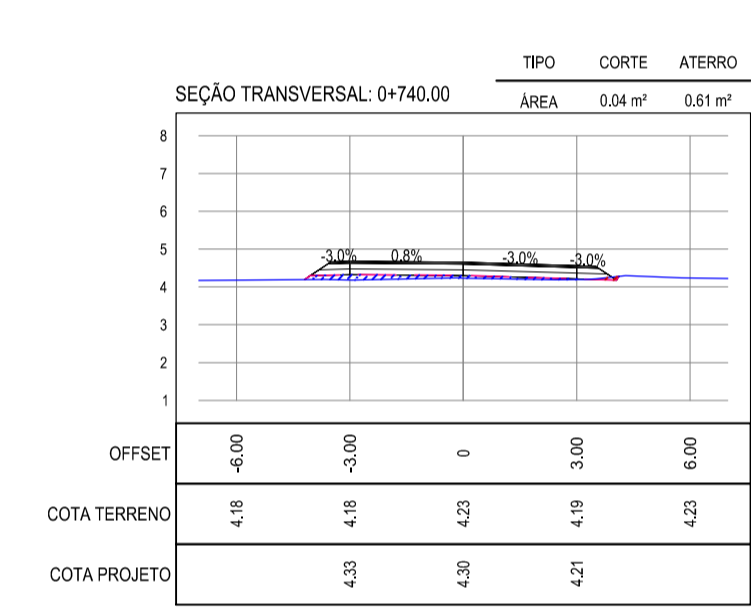 TIPO CORTE ATERRO
SEÇÃO TRANSVERSAL: 0+740.00
ÁREA 0.04 m² 0.61 m²
8
7
6
5
4
3
2
1
-3.0% 0.8% -3.0% -3.0%
OFFSET -6.00 -3.00 0 3.00 6.00
COTA TERRENO 4.18 4.18 4.23 4.19 4.23
COTA PROJETO 4.33 4.30 4.21